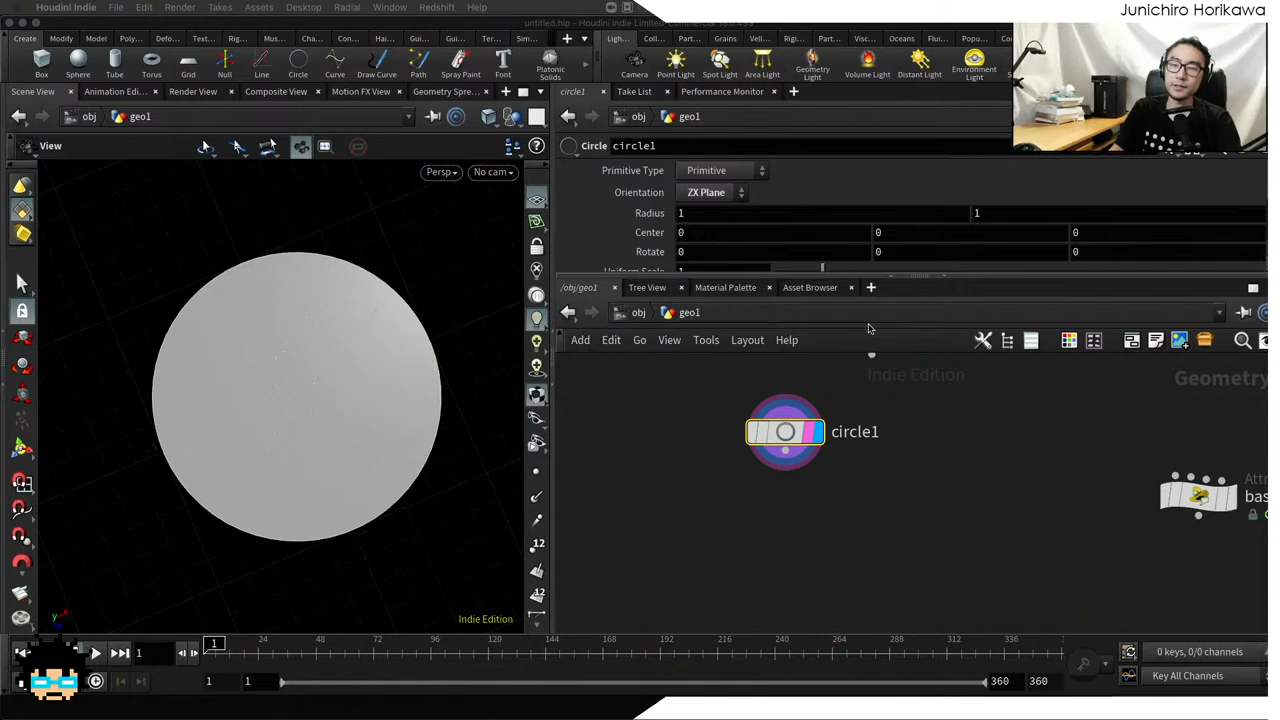 Junichiro Horikawa
Houdini Indie File Edit Render Takes Assets Desktop Radial Window Redshift Help
Create Model Mus... Cha... Con... Hai... Gui... Gui... Ter... Sim... Ligh... Coll... Part... Grains Vell... Rigi... Part... Visc... Oceans Flui... Popu...
Box Sphere Tube Torus Grid Null Line Circle Curve Draw Curve Path Spray Paint Font Platonic Solids Camera Point Light Spot Light Area Light Geometry Light Volume Light Distant Light Environment Light
Scene View Animation Edi... Render View Composite View Motion FX View Geometry Spre... circle1 Take List Performance Monitor
obj geo1 obj geo1
View Circle circle1
Persp No cam Primitive Type Primitive
Orientation ZX Plane
Radius 1 1
Center 0 0 0
Rotate 0 0 0
/obj/geo1 Tree View Material Palette Asset Browser
obj geo1
Add Edit Go View Tools Layout Help
Indie Edition Geometry
circle1
bas
12
12
Indie Edition
1 24 48 72 96 120 144 168 192 216 240 264 288 312 336
1 0 keys, 0/0 channels
1 1 360 360 Key All Channels